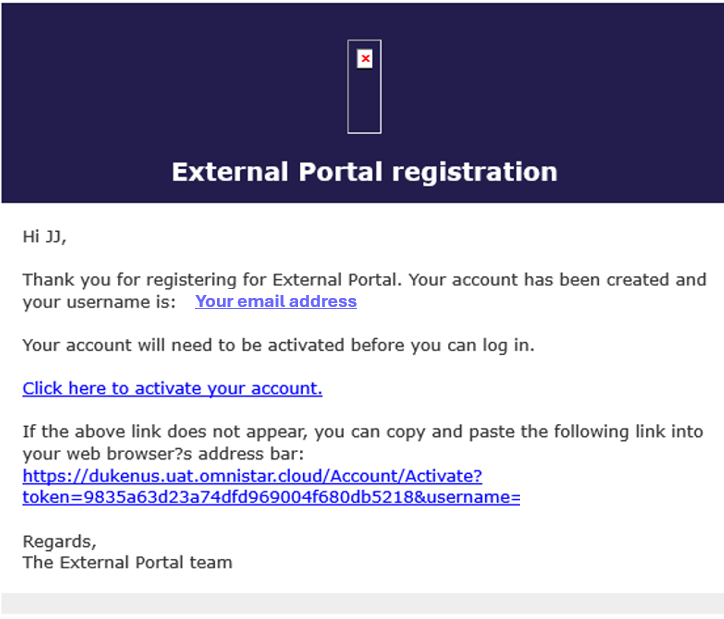 External Portal registration
Hi JJ,
Thank you for registering for External Portal. Your account has been created and
your username is: Your email address
Your account will need to be activated before you can log in.
Click here to activate your account.
If the above link does not appear, you can copy and paste the following link into
your web browser?s address bar:
https://dukenus.uat.omnistar.cloud/Account/Activate?
token=9835a63d23a74dfd969004f680db5218&username=
Regards,
The External Portal team